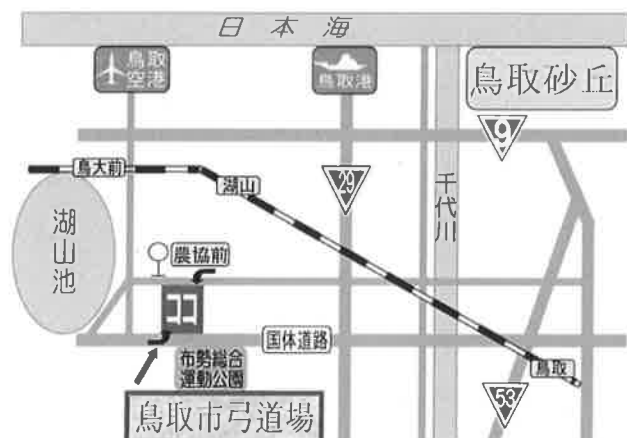 日本海
鳥取
空港
鳥取港
鳥取砂丘
9
鳥大前
湖山
29
千代川
湖山池
農協前
国体道路
布勢総合
運動公園
鳥取
53
鳥取市弓道場